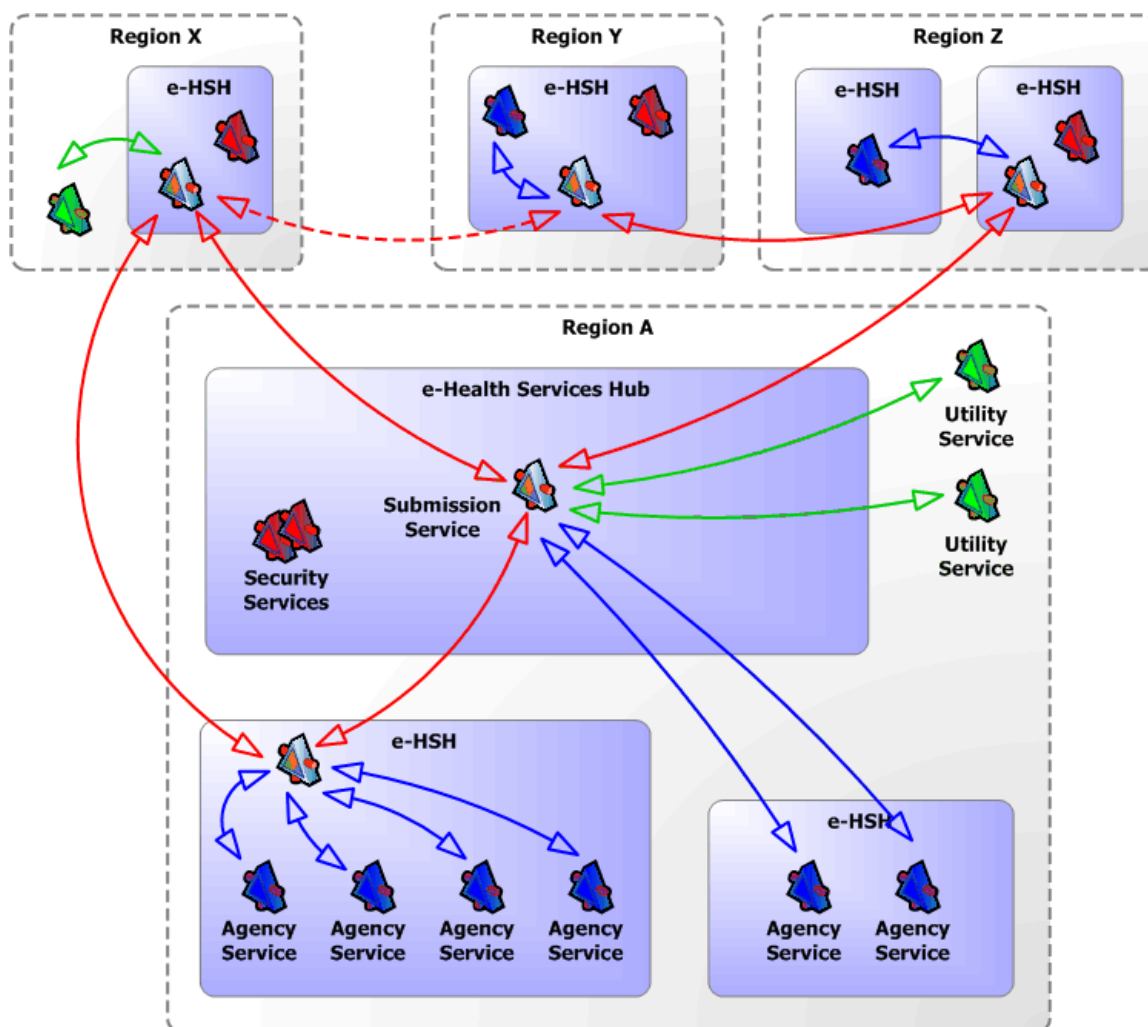 Region X
Region Y
Region Z
e-HSH
e-HSH
e-HSH
e-HSH
Region A
e-Health Services Hub
Utility
Service
Submission
Service
Utility
Service
Security
Services
e-HSH
e-HSH
Agency
Service
Agency
Service
Agency
Service
Agency
Service
Agency
Service
Agency
Service